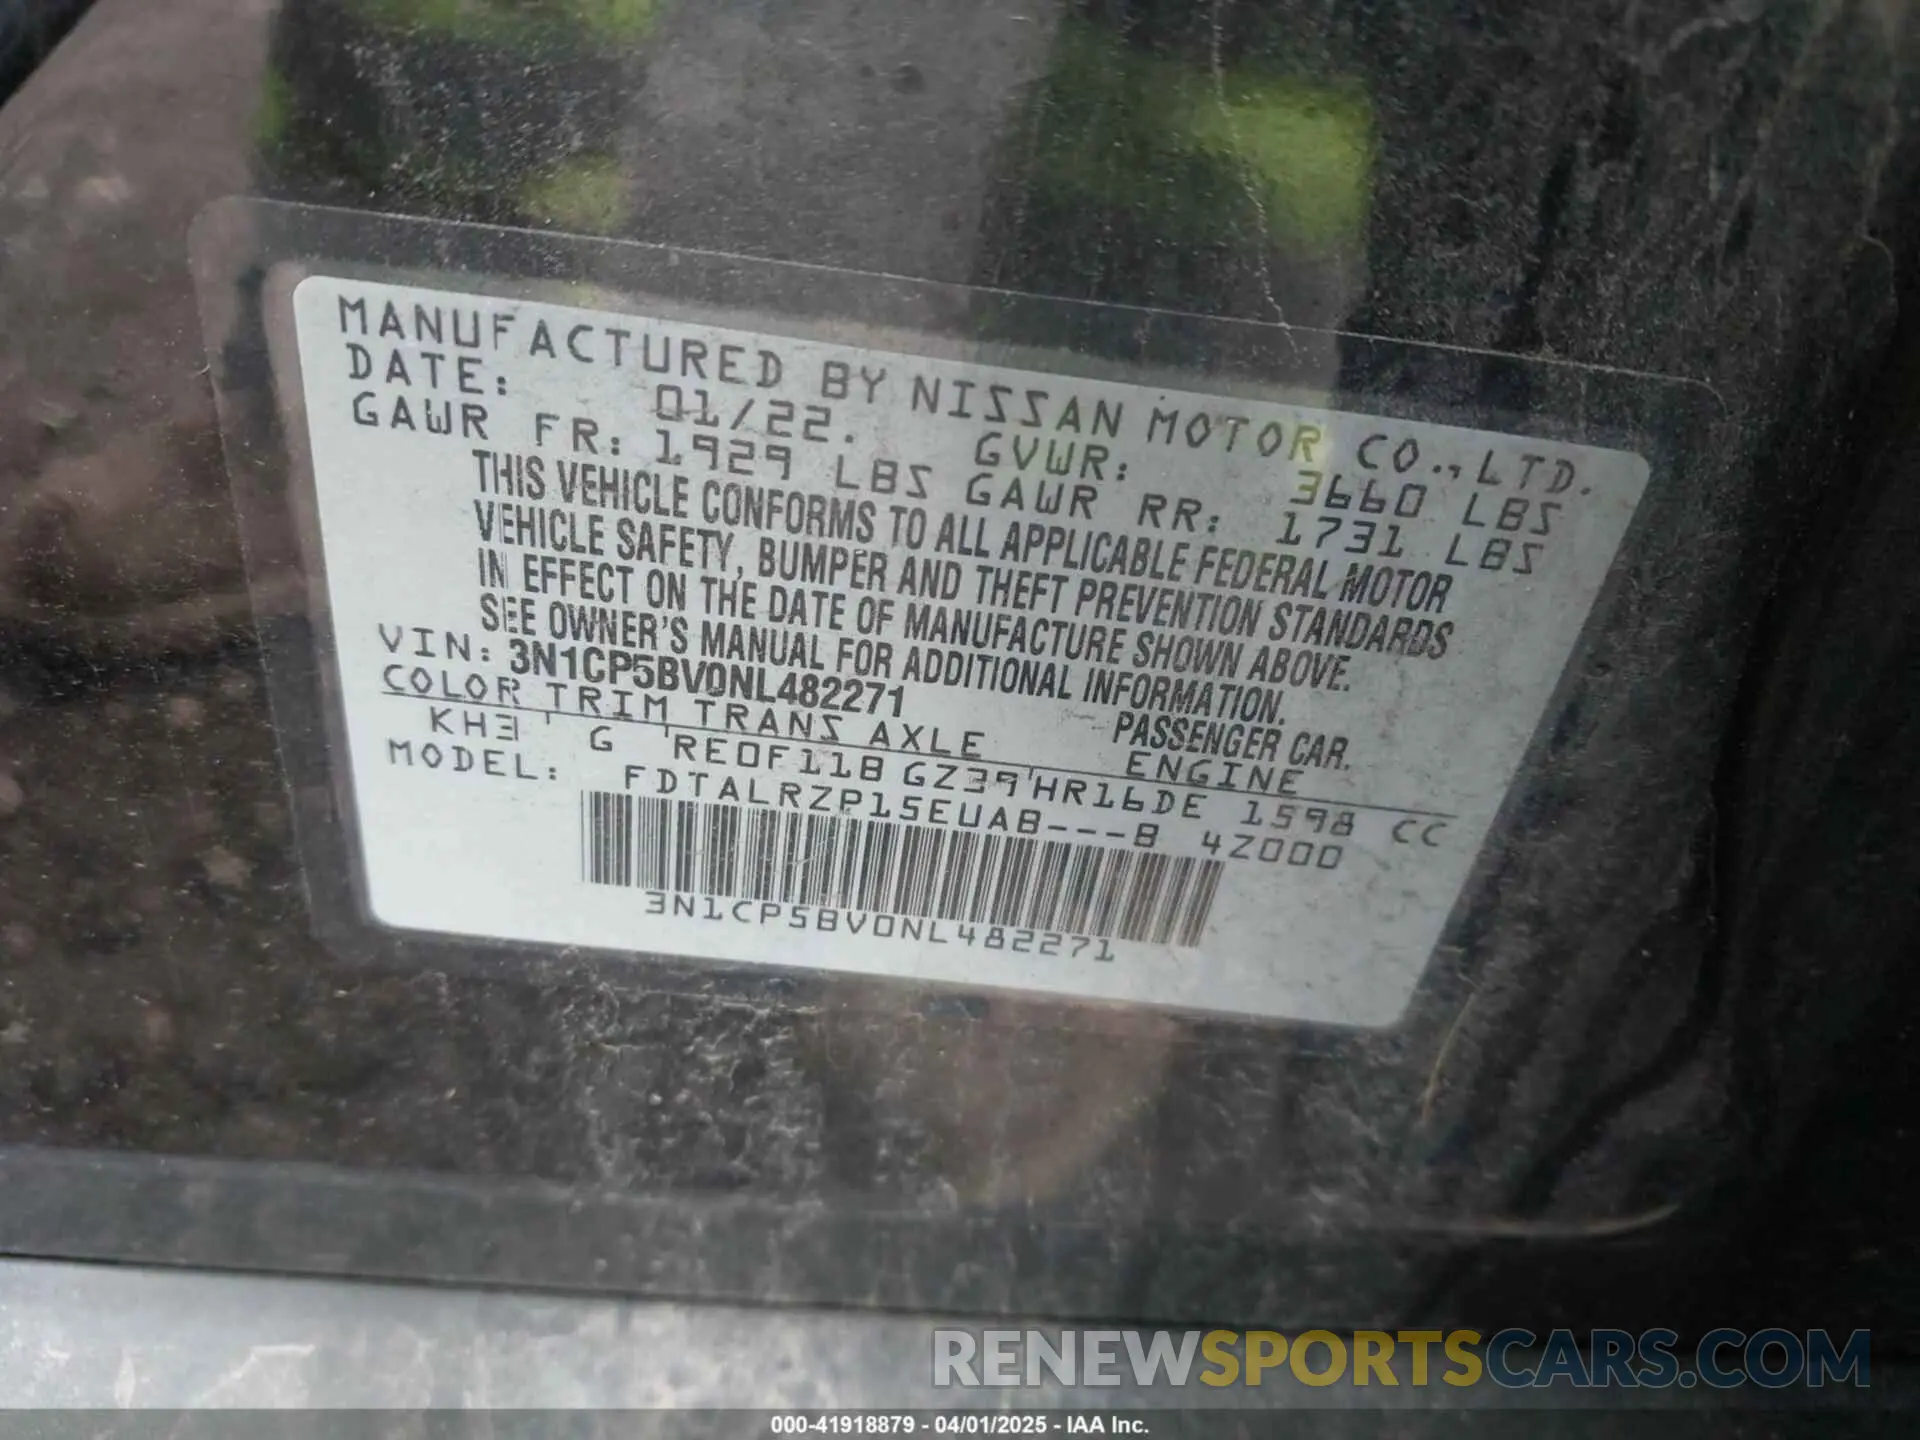 MANUFACTURED BY NISSAN MOTOR CO., LTD.
DATE: 01/22. GVWR: 3660 LBS
GAWR FR: 1929 LBS GAWR RR: 1731 LBS
THIS VEHICLE CONFORMS TO ALL APPLICABLE FEDERAL MOTOR
VEHICLE SAFETY, BUMPER AND THEFT PREVENTION STANDARDS
IN EFFECT ON THE DATE OF MANUFACTURE SHOWN ABOVE.
SEE OWNER'S MANUAL FOR ADDITIONAL INFORMATION.
VIN: 3N1CP5BV0NL482271 PASSENGER CAR.
COLOR TRIM TRANS AXLE ENGINE
KH3 G RE0F11B GZ39 HR16DE 1598 CC
MODEL: FDTALRZP15EUAB---B 4Z000
3N1CP5BV0NL482271
RENEWSPORTSCARS.COM
000-41918879 - 04/01/2025 - IAA Inc.